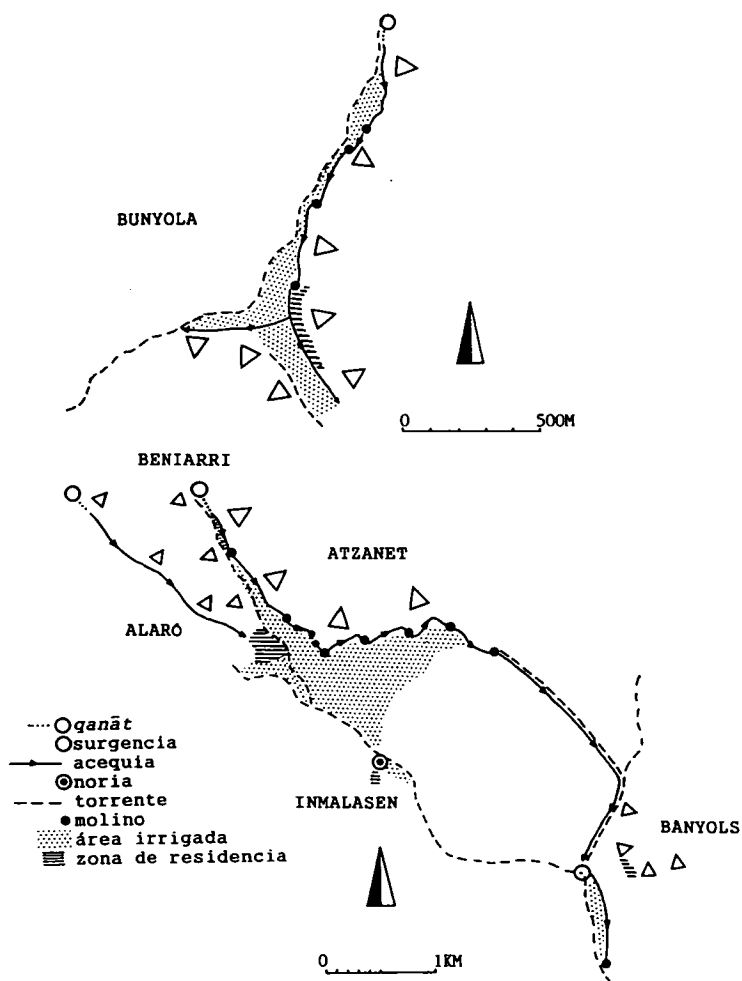 BUNYOLA
0 500M
BENIARRI
ATZANET
ALARÓ
qanāt
surgencia
acequia
noria
torrente
molino
área irrigada
zona de residencia
INMALASEN
BANYOLS
0 1KM